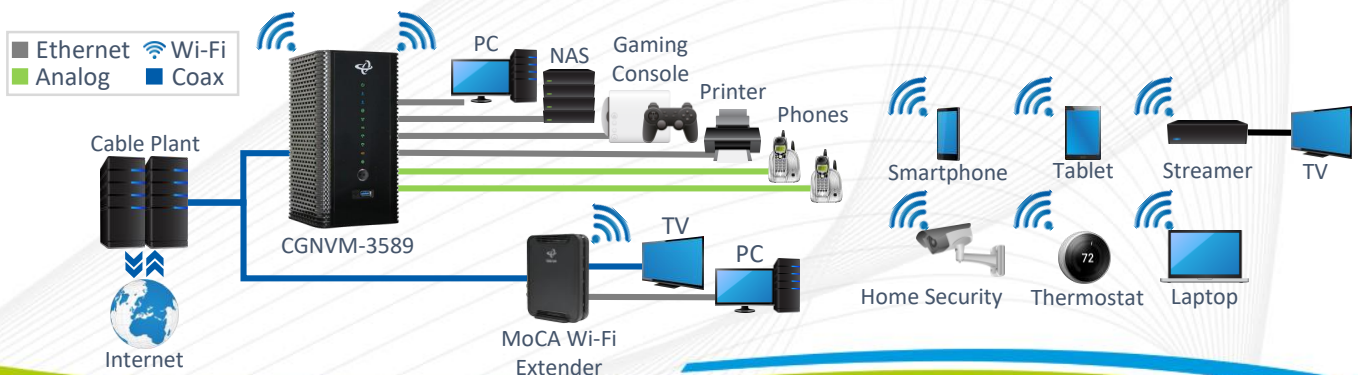 Ethernet Wi-Fi
Analog Coax
PC
NAS
Gaming
Console
Printer
Phones
Cable Plant
CGNVM-3589
Smartphone
Tablet
Streamer
TV
TV
PC
72
Home Security
Thermostat
Laptop
MoCA Wi-Fi
Extender
Internet